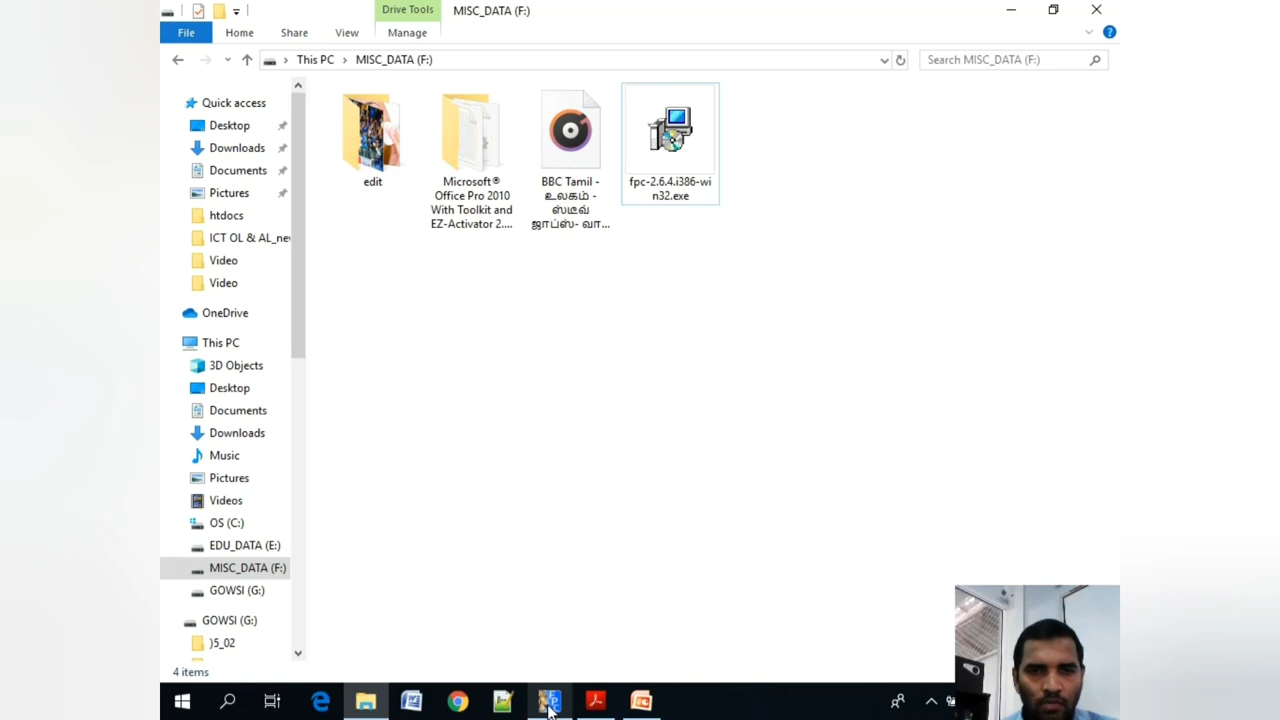 Drive Tools
MISC_DATA (F:)
File
Home
Share
View
Manage
This PC
MISC_DATA (F:)
Search MISC_DATA (F:)
Quick access
Desktop
Downloads
Documents
Pictures
htdocs
ICT OL & AL_ne
Video
Video
OneDrive
This PC
3D Objects
Desktop
Documents
Downloads
Music
Pictures
Videos
OS (C:)
EDU_DATA (E:)
MISC_DATA (F:)
GOWSI (G:)
GOWSI (G:)
)5_02
edit
Microsoft®
Office Pro 2010
With Toolkit and
EZ-Activator 2....
BBC Tamil -
உலகம் -
ஸ்டீவ்
ஜாப்ஸ்- வா...
fpc-2.6.4.i386-wi
n32.exe
4 items